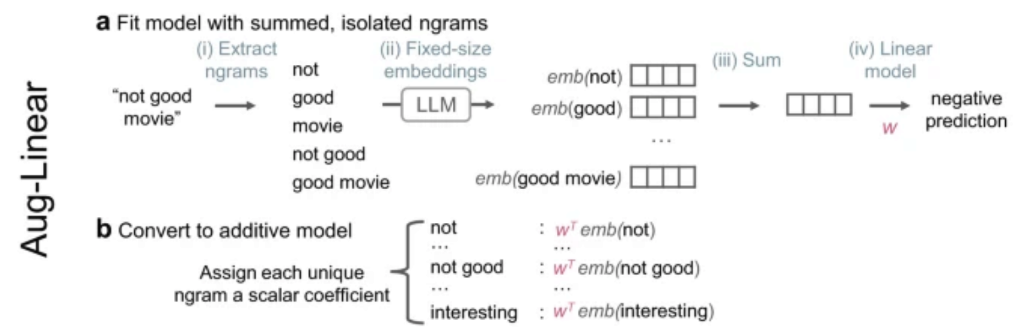 Aug-Linear
a Fit model with summed, isolated ngrams
(i) Extract
ngrams
(ii) Fixed-size
embeddings
(iii) Sum
(iv) Linear
model
"not good
movie"
not
good
movie
not good
good movie
LLM
emb(not)
emb(good)
...
emb(good movie)
w
negative
prediction
b Convert to additive model
Assign each unique
ngram a scalar coefficient
not : wᵀ emb(not)
... ...
not good : wᵀ emb(not good)
... ...
interesting : wᵀ emb(interesting)